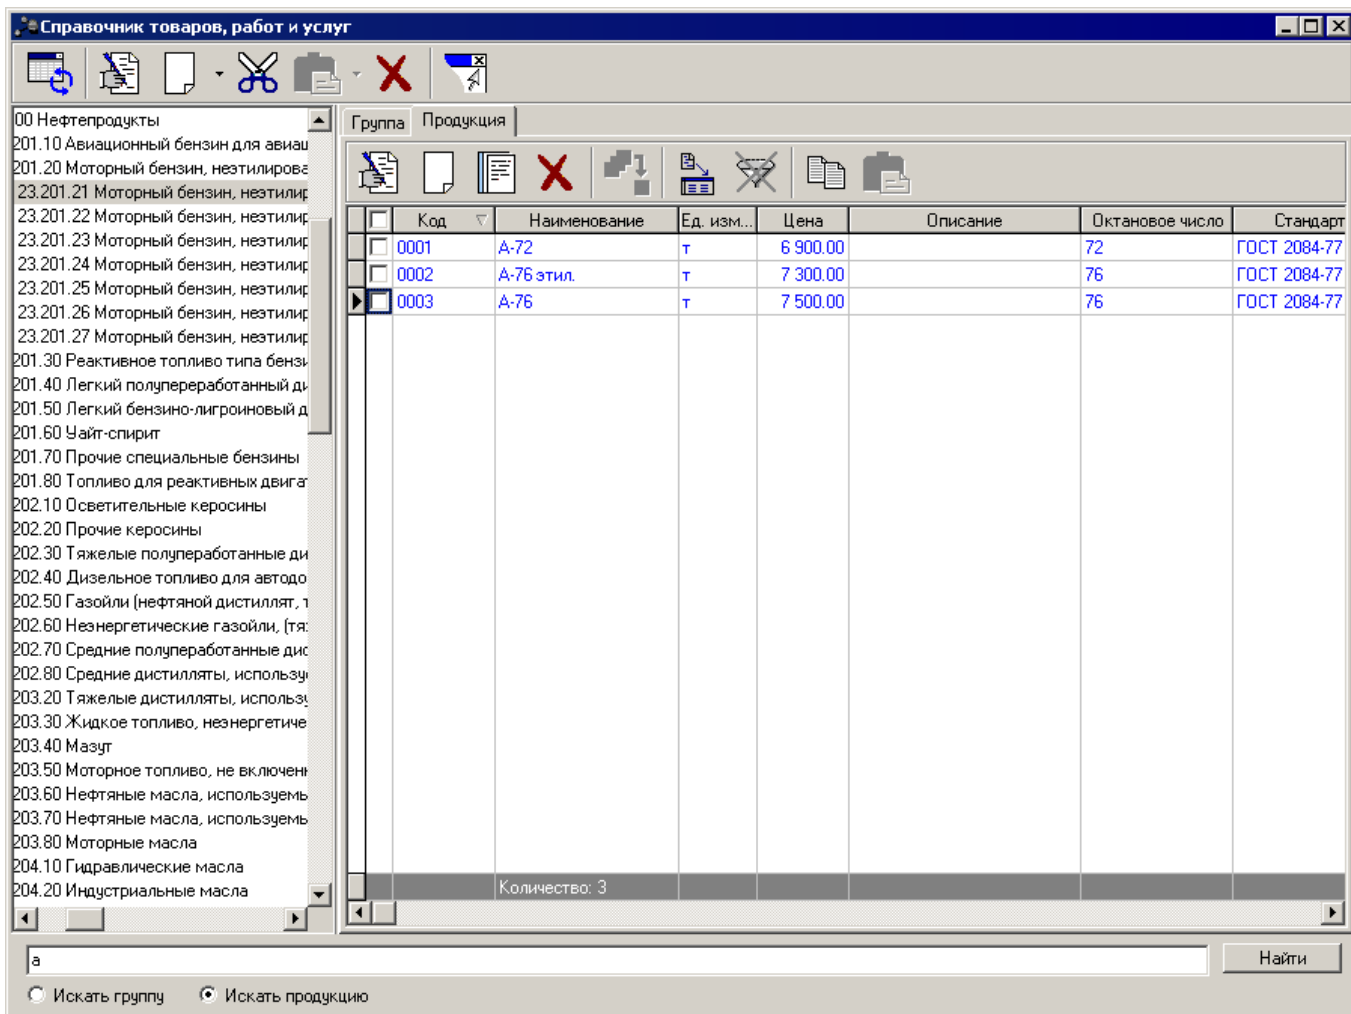 Справочник товаров, работ и услуг
00 Нефтепродукты
201.10 Авиационный бензин для авиац
201.20 Моторный бензин, неэтилирова
23.201.21 Моторный бензин, неэтилир
23.201.22 Моторный бензин, неэтилир
23.201.23 Моторный бензин, неэтилир
23.201.24 Моторный бензин, неэтилир
23.201.25 Моторный бензин, неэтилир
23.201.26 Моторный бензин, неэтилир
23.201.27 Моторный бензин, неэтилир
201.30 Реактивное топливо типа бензи
201.40 Легкий полупереработанный ди
201.50 Легкий бензино-лигроиновый д
201.60 Уайт-спирит
201.70 Прочие специальные бензины
201.80 Топливо для реактивных двигат
202.10 Осветительные керосины
202.20 Прочие керосины
202.30 Тяжелые полупеработанные ди
202.40 Дизельное топливо для автодо
202.50 Газойли (нефтяной дистиллят, т
202.60 Неэнергетические газойли, (тя
202.70 Средние полупеработанные дис
202.80 Средние дистилляты, использу
203.20 Тяжелые дистилляты, использу
203.30 Жидкое топливо, неэнергетиче
203.40 Мазут
203.50 Моторное топливо, не включен
203.60 Нефтяные масла, используемь
203.70 Нефтяные масла, используемь
203.80 Моторные масла
204.10 Гидравлические масла
204.20 Индустриальные масла
Группа Продукция
Код Наименование Ед. изм... Цена Описание Октановое число Стандарт
0001 А-72 т 6 900.00 72 ГОСТ 2084-77
0002 А-76 этил. т 7 300.00 76 ГОСТ 2084-77
0003 А-76 т 7 500.00 76 ГОСТ 2084-77
Количество: 3
а Найти
Искать группу Искать продукцию